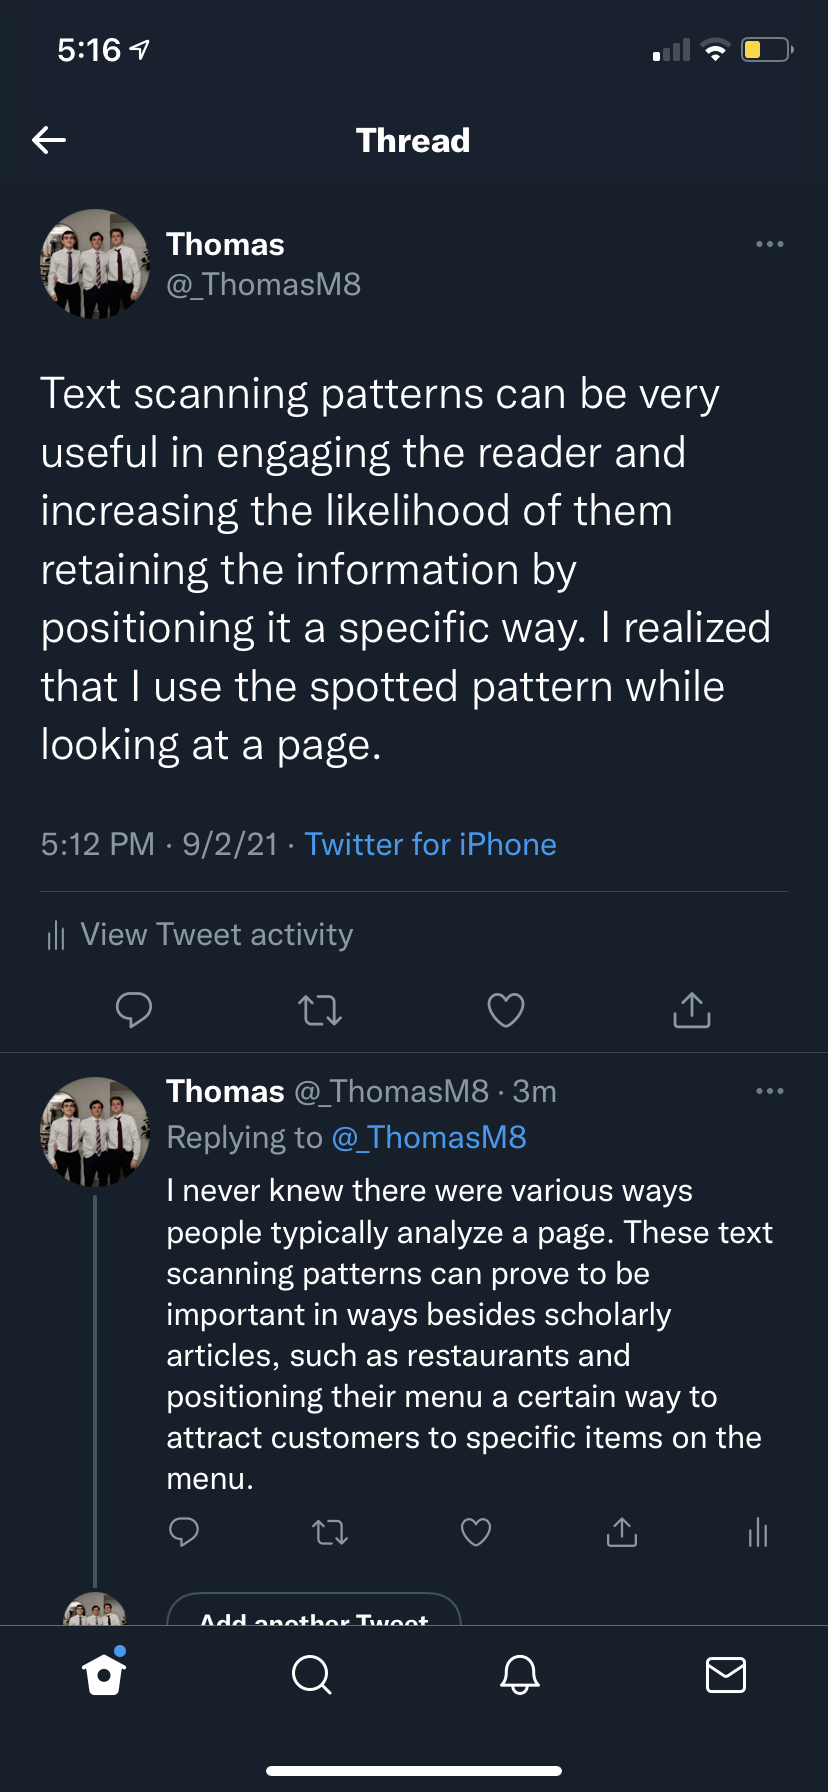 5:16
Thread
Thomas
@_ThomasM8
Text scanning patterns can be very
useful in engaging the reader and
increasing the likelihood of them
retaining the information by
positioning it a specific way. I realized
that I use the spotted pattern while
looking at a page.
5:12 PM · 9/2/21 · Twitter for iPhone
View Tweet activity
Thomas @_ThomasM8 · 3m
Replying to @_ThomasM8
I never knew there were various ways
people typically analyze a page. These text
scanning patterns can prove to be
important in ways besides scholarly
articles, such as restaurants and
positioning their menu a certain way to
attract customers to specific items on the
menu.
Add another Tweet